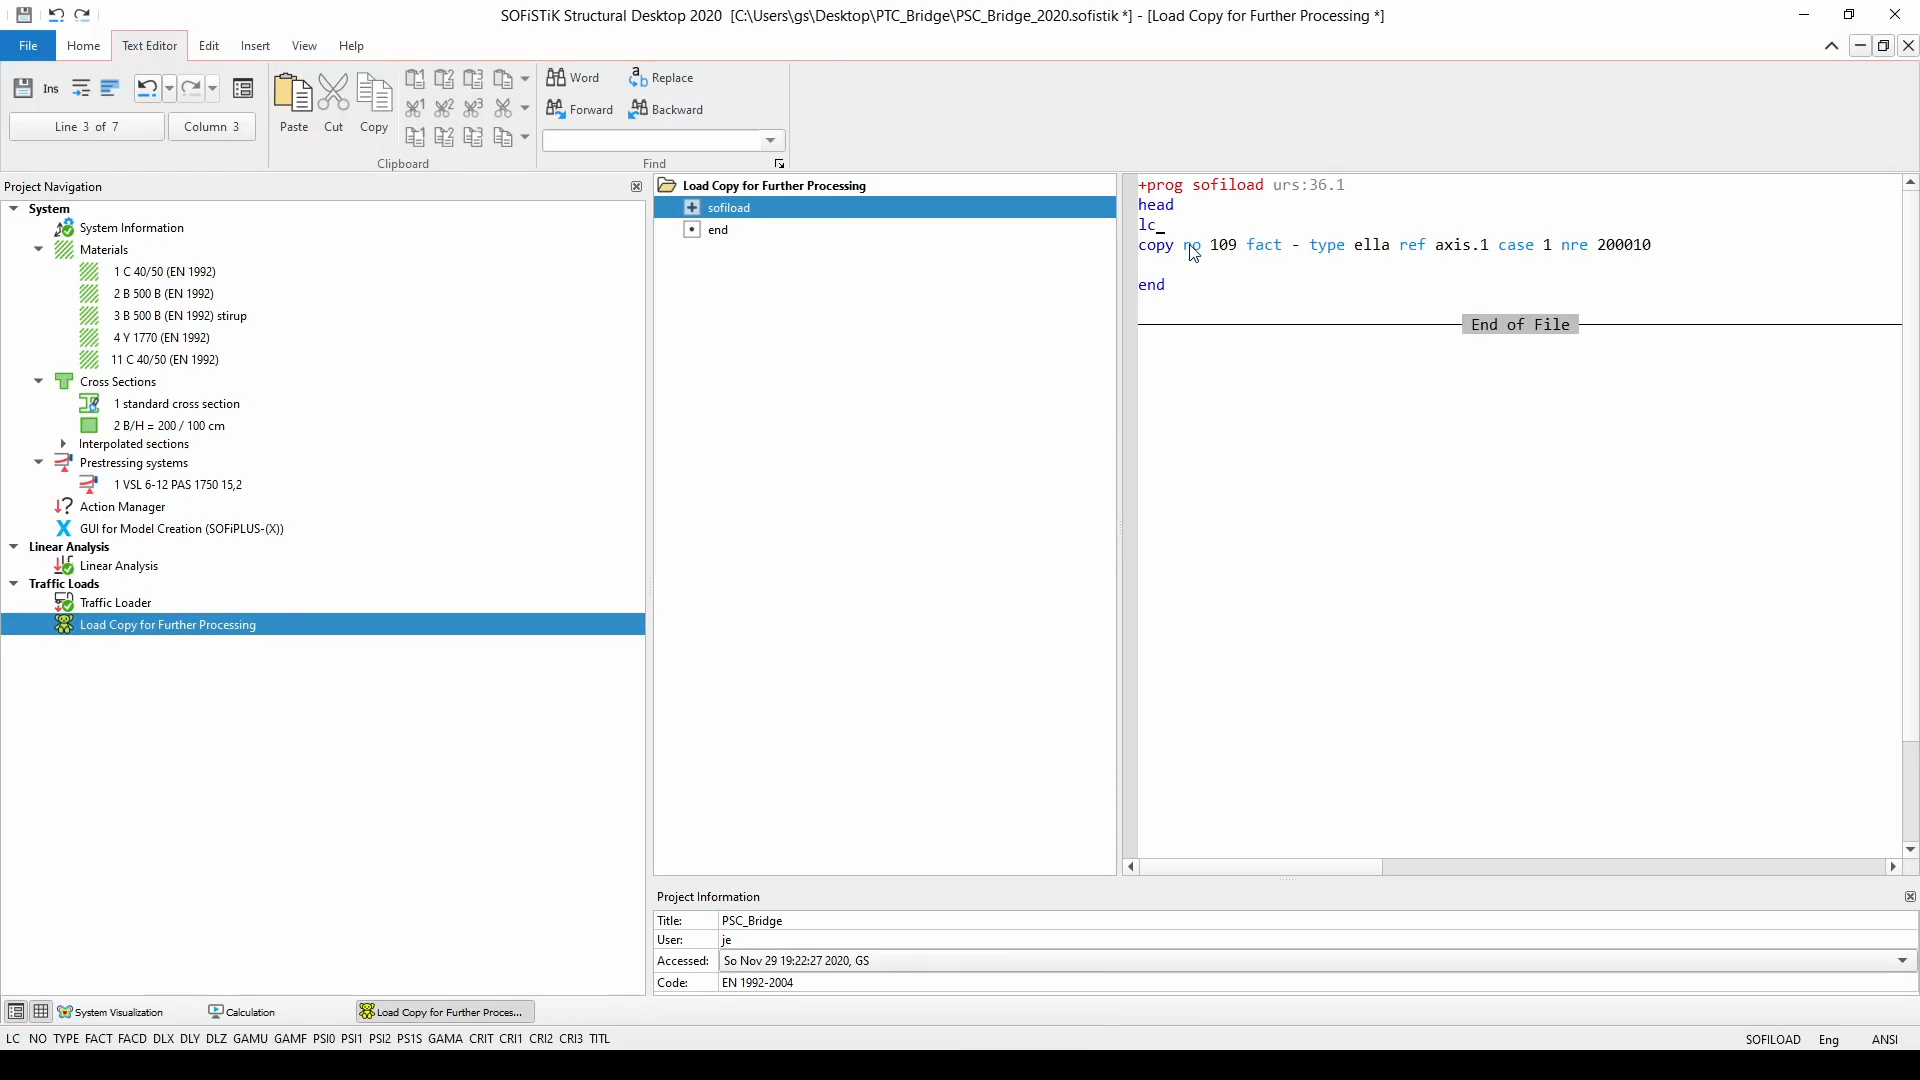 SOFiSTiK Structural Desktop 2020 [C:\Users\gs\Desktop\PTC_Bridge\PSC_Bridge_2020.sofistik *] - [Load Copy for Further Processing *]
File Home Text Editor Edit Insert View Help
Ins
Line 3 of 7 Column 3
Paste Cut Copy
Clipboard
Word Replace
Forward Backward
Find
Project Navigation
System
System Information
Materials
1 C 40/50 (EN 1992)
2 B 500 B (EN 1992)
3 B 500 B (EN 1992) stirup
4 Y 1770 (EN 1992)
11 C 40/50 (EN 1992)
Cross Sections
1 standard cross section
2 B/H = 200 / 100 cm
Interpolated sections
Prestressing systems
1 VSL 6-12 PAS 1750 15,2
Action Manager
GUI for Model Creation (SOFiPLUS-(X))
Linear Analysis
Linear Analysis
Traffic Loads
Traffic Loader
Load Copy for Further Processing
Load Copy for Further Processing
sofiload
end
+prog sofiload urs:36.1
head
lc_
copy no 109 fact - type ella ref axis.1 case 1 nre 200010
end
End of File
Project Information
Title: PSC_Bridge
User: je
Accessed: So Nov 29 19:22:27 2020, GS
Code: EN 1992-2004
System Visualization Calculation Load Copy for Further Proces...
LC NO TYPE FACT FACD DLX DLY DLZ GAMU GAMF PSI0 PSI1 PSI2 PS1S GAMA CRIT CRI1 CRI2 CRI3 TITL SOFILOAD Eng ANSI